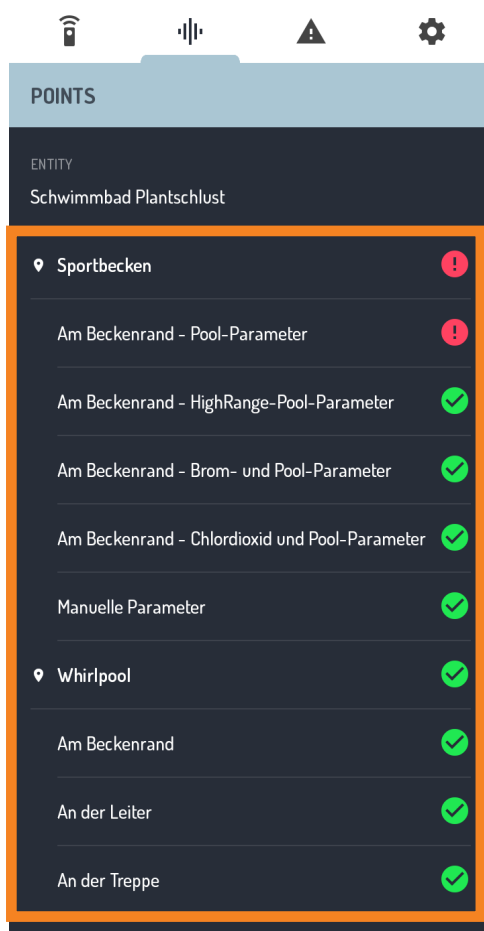 POINTS
ENTITY
Schwimmbad Plantschlust
Sportbecken
Am Beckenrand - Pool-Parameter
Am Beckenrand - HighRange-Pool-Parameter
Am Beckenrand - Brom- und Pool-Parameter
Am Beckenrand - Chlordioxid und Pool-Parameter
Manuelle Parameter
Whirlpool
Am Beckenrand
An der Leiter
An der Treppe